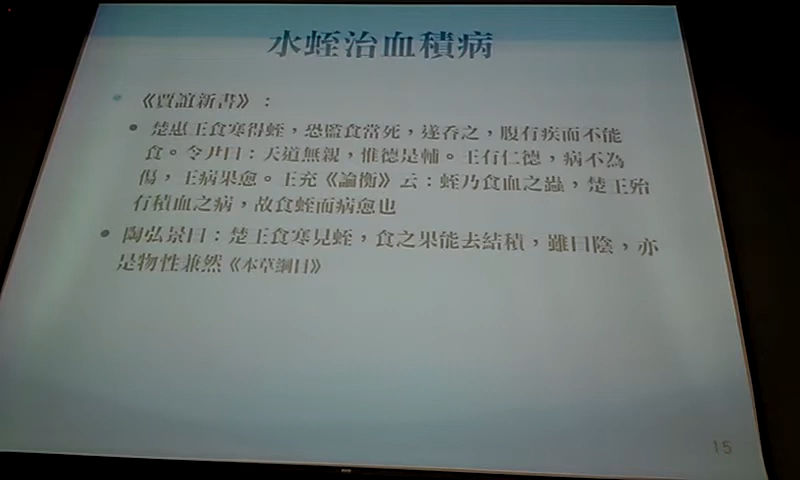 水蛭治血積病
《賈誼新書》：
楚惠王食寒得蛭，恐監食當死，遂吞之，腹有疾而不能
食。令尹曰：天道無親，惟德是輔。王有仁德，病不為
傷，王病果愈。王充《論衡》云：蛭乃食血之蟲，楚王殆
有積血之病，故食蛭而病愈也
陶弘景曰：楚王食寒見蛭，食之果能去結積，雖曰陰，亦
是物性兼然《本草綱目》
15